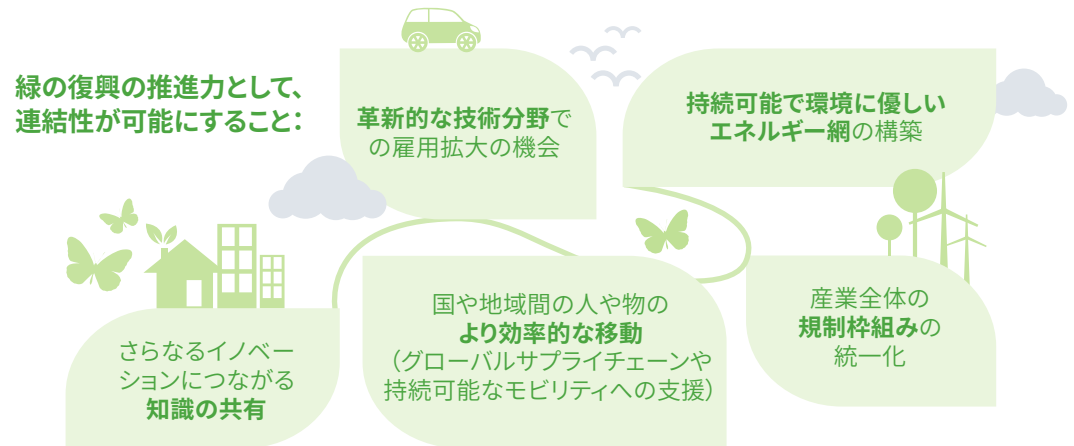 緑の復興の推進力として、
連結性が可能にすること：
革新的な技術分野で
の雇用拡大の機会
持続可能で環境に優しい
エネルギー網の構築
さらなるイノベー
ションにつながる
知識の共有
国や地域間の人や物の
より効率的な移動
（グローバルサプライチェーンや
持続可能なモビリティへの支援）
産業全体の
規制枠組みの
統一化